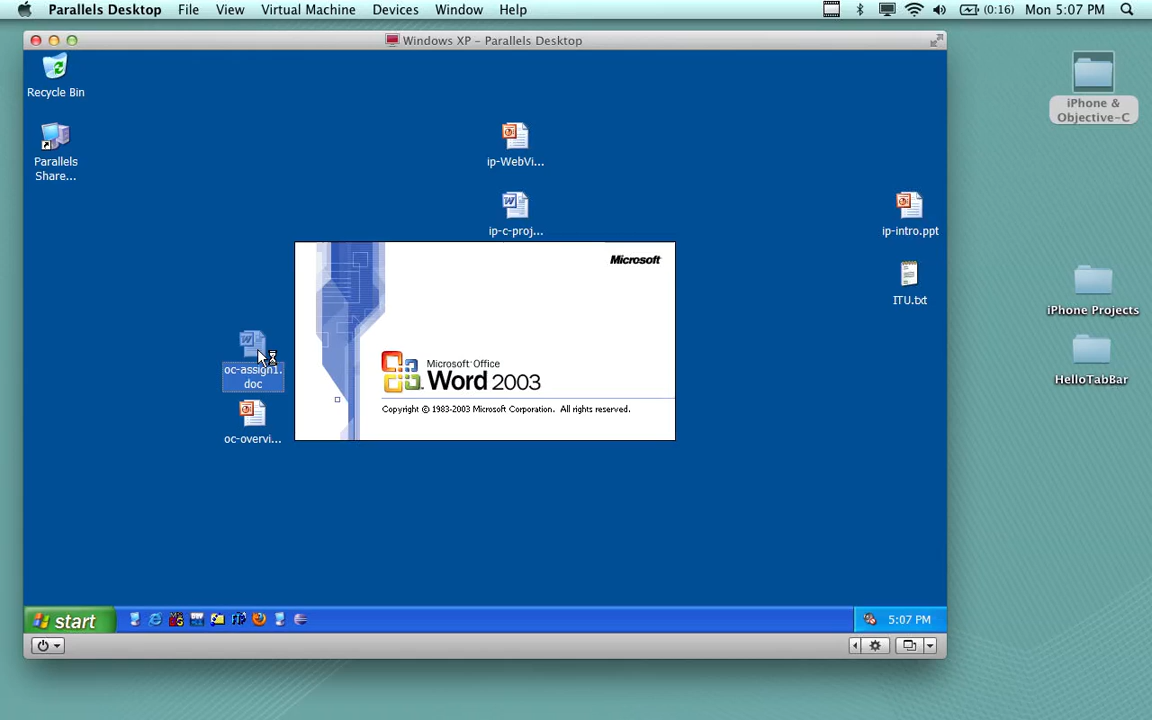 Parallels Desktop File View Virtual Machine Devices Window Help (0:16) Mon 5:07 PM
Windows XP – Parallels Desktop
Recycle Bin
Parallels
Share...
ip-WebVi...
ip-c-proj...
ip-intro.ppt
ITU.txt
iPhone &
Objective-C
iPhone Projects
HelloTabBar
oc-assign1.
doc
oc-overvi...
Microsoft
Microsoft Office
Word 2003
Copyright © 1983-2003 Microsoft Corporation. All rights reserved.
start
5:07 PM